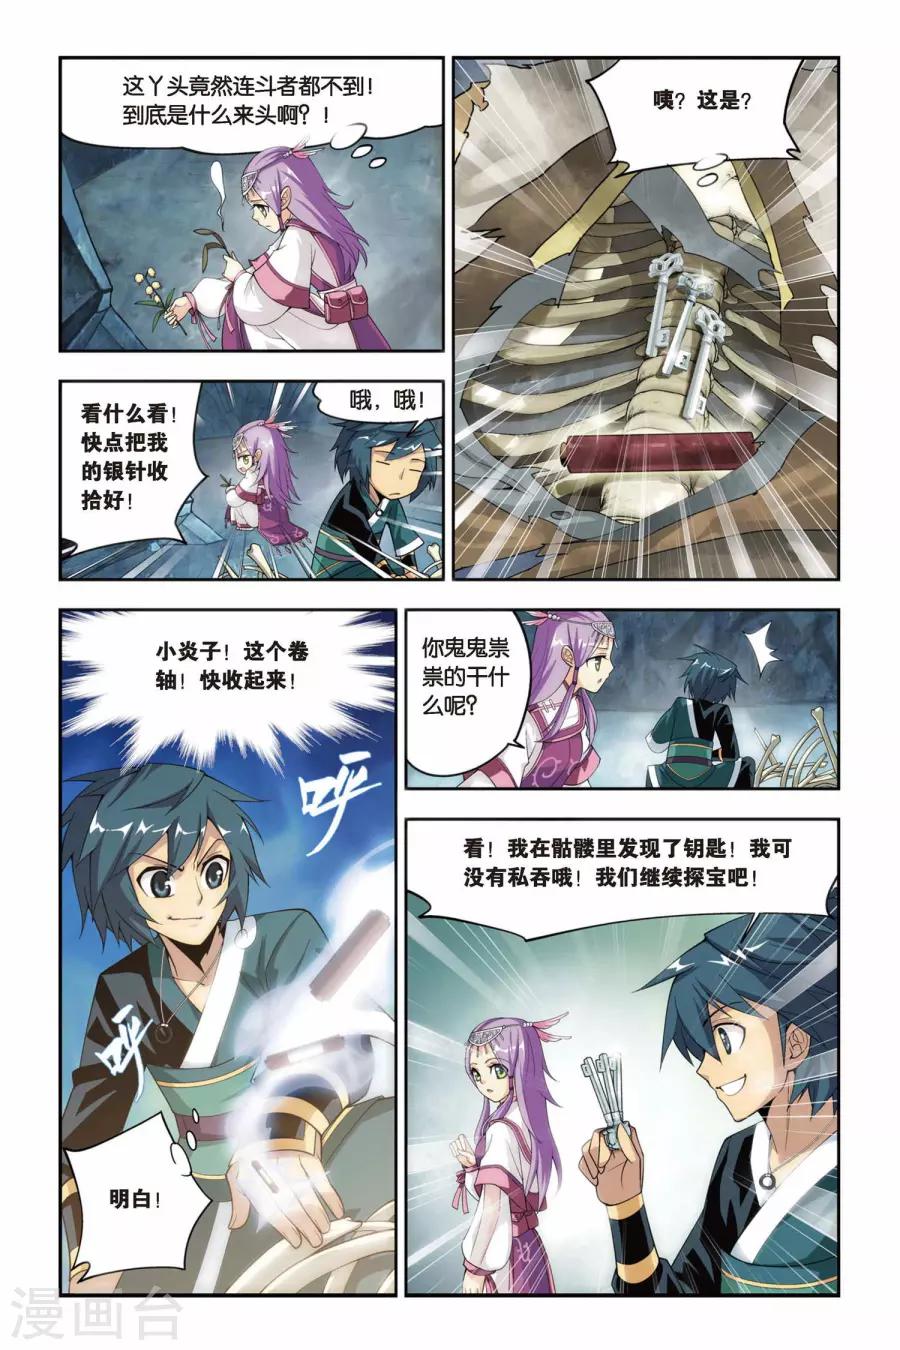 这丫头竟然连斗者都不到！
到底是什么来头啊？！
咦？这是？
看什么看！
快点把我
的银针收
拾好！
哦，哦！
小炎子！这个卷
轴！快收起来！
呼
呼
明白！
你鬼鬼祟
祟的干什
么呢？
看！我在骷髅里发现了钥匙！我可
没有私吞哦！我们继续探宝吧！
漫画台